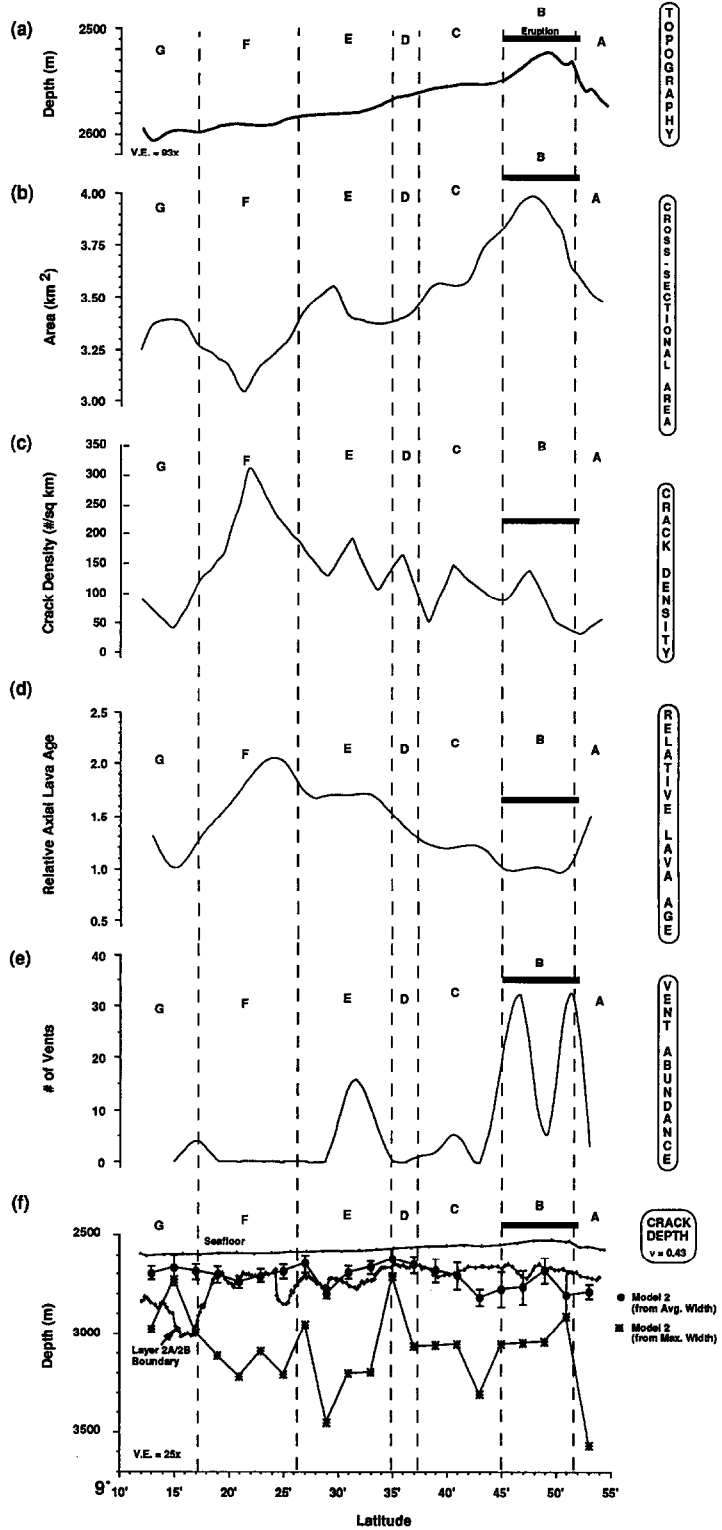 (a)
2500
2600
Depth (m)
V.E. = 93x
G
F
E
D
C
B
Eruption
A
TOPOGRAPHY
(b)
4.00
3.75
3.50
3.25
3.00
Area (km 2)
G
F
E
D
C
B
A
CROSS-SECTIONAL AREA
(c)
350
300
250
200
150
100
50
0
Crack Density (#/sq km)
G
F
E
D
C
B
A
CRACK DENSITY
(d)
2.5
2.0
1.5
1.0
0.5
Relative Axial Lava Age
G
F
E
D
C
B
A
RELATIVE LAVA AGE
(e)
40
30
20
10
0
# of Vents
G
F
E
D
C
B
A
VENT ABUNDANCE
(f)
2500
3000
3500
Depth (m)
G
F
E
D
C
B
A
Seafloor
Layer 2A/2B
Boundary
V.E. = 25x
CRACK
DEPTH
v = 0.43
Model 2
(from Avg. Width)
Model 2
(from Max. Width)
9°
10' 15' 20' 25' 30' 35' 40' 45' 50' 55'
Latitude